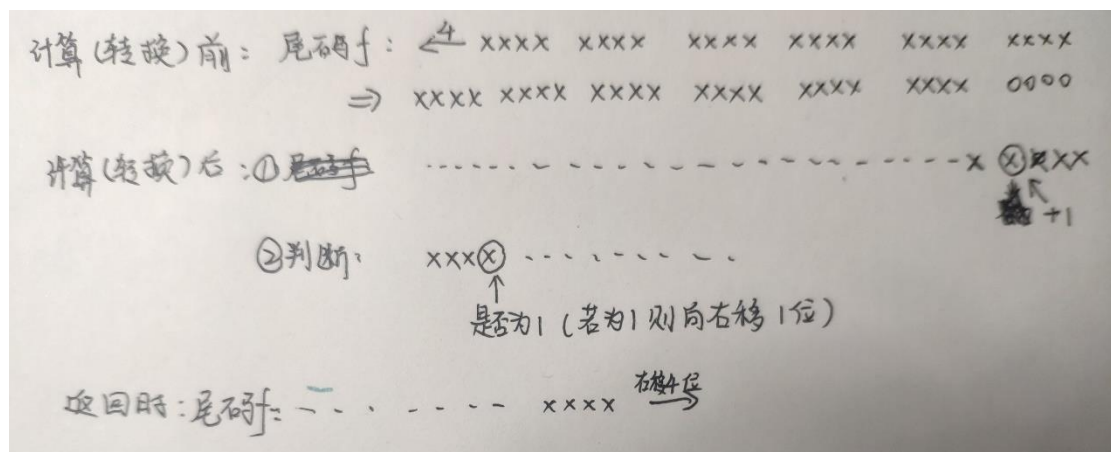 计算(转换)前: 尾码f: ←4 xxxx xxxx xxxx xxxx xxxx xxxx
⇒ xxxx xxxx xxxx xxxx xxxx xxxx 0000
计算(转换)后:① ...................x ⓧxxx
+1
②判断: xxxⓧ .........
↑
是否为1(若为1则向右移1位)
返回时:尾码f= ........ xxxx 右移4位→